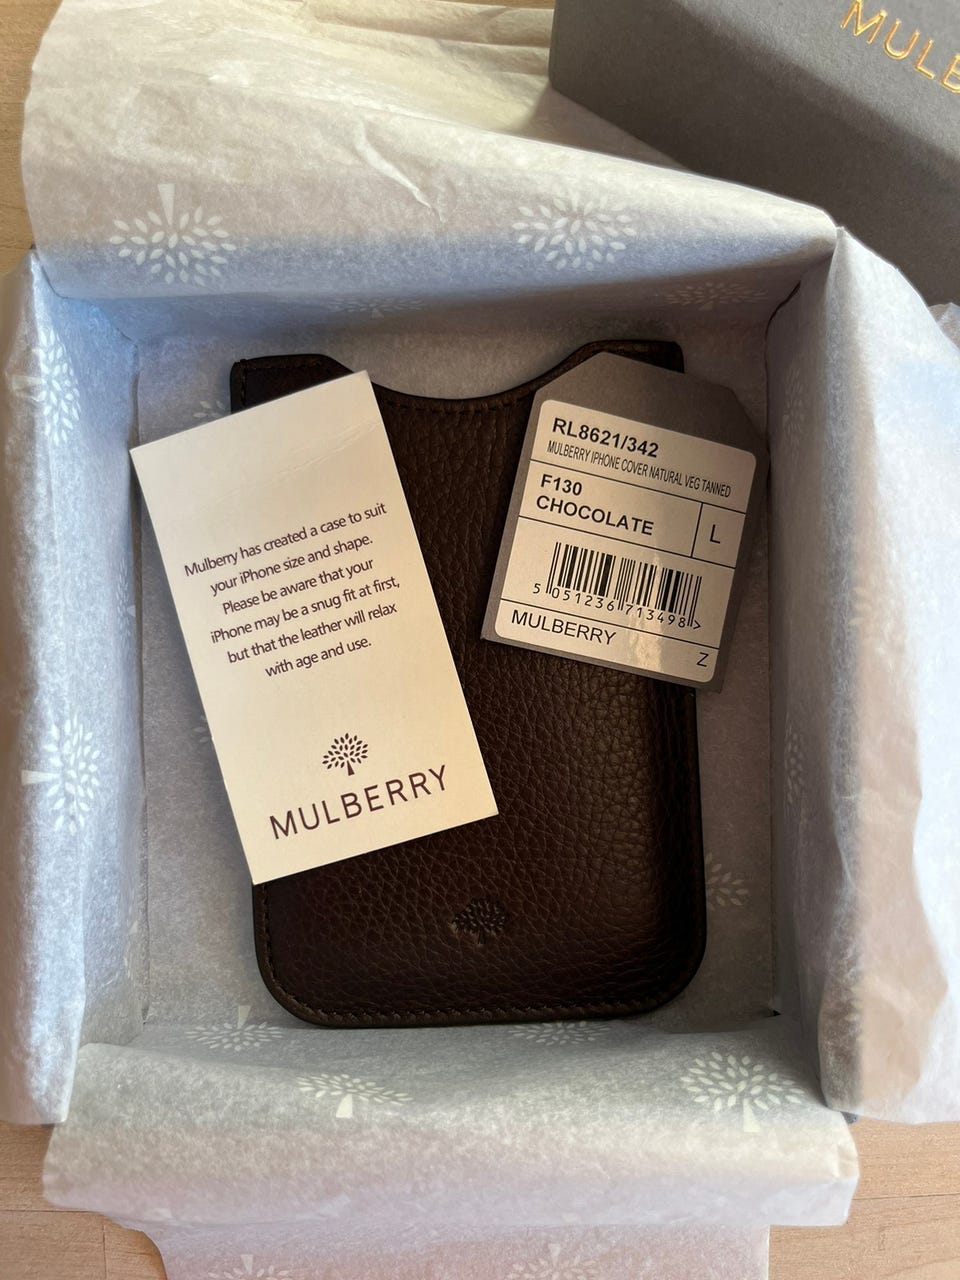 MULB
RL8621/342
MULBERRY IPHONE COVER NATURAL VEG TANNED
F130
CHOCOLATE
L
5 051236 713498 >
MULBERRY
Z
Mulberry has created a case to suit
your iPhone size and shape.
Please be aware that your
iPhone may be a snug fit at first,
but that the leather will relax
with age and use.
MULBERRY